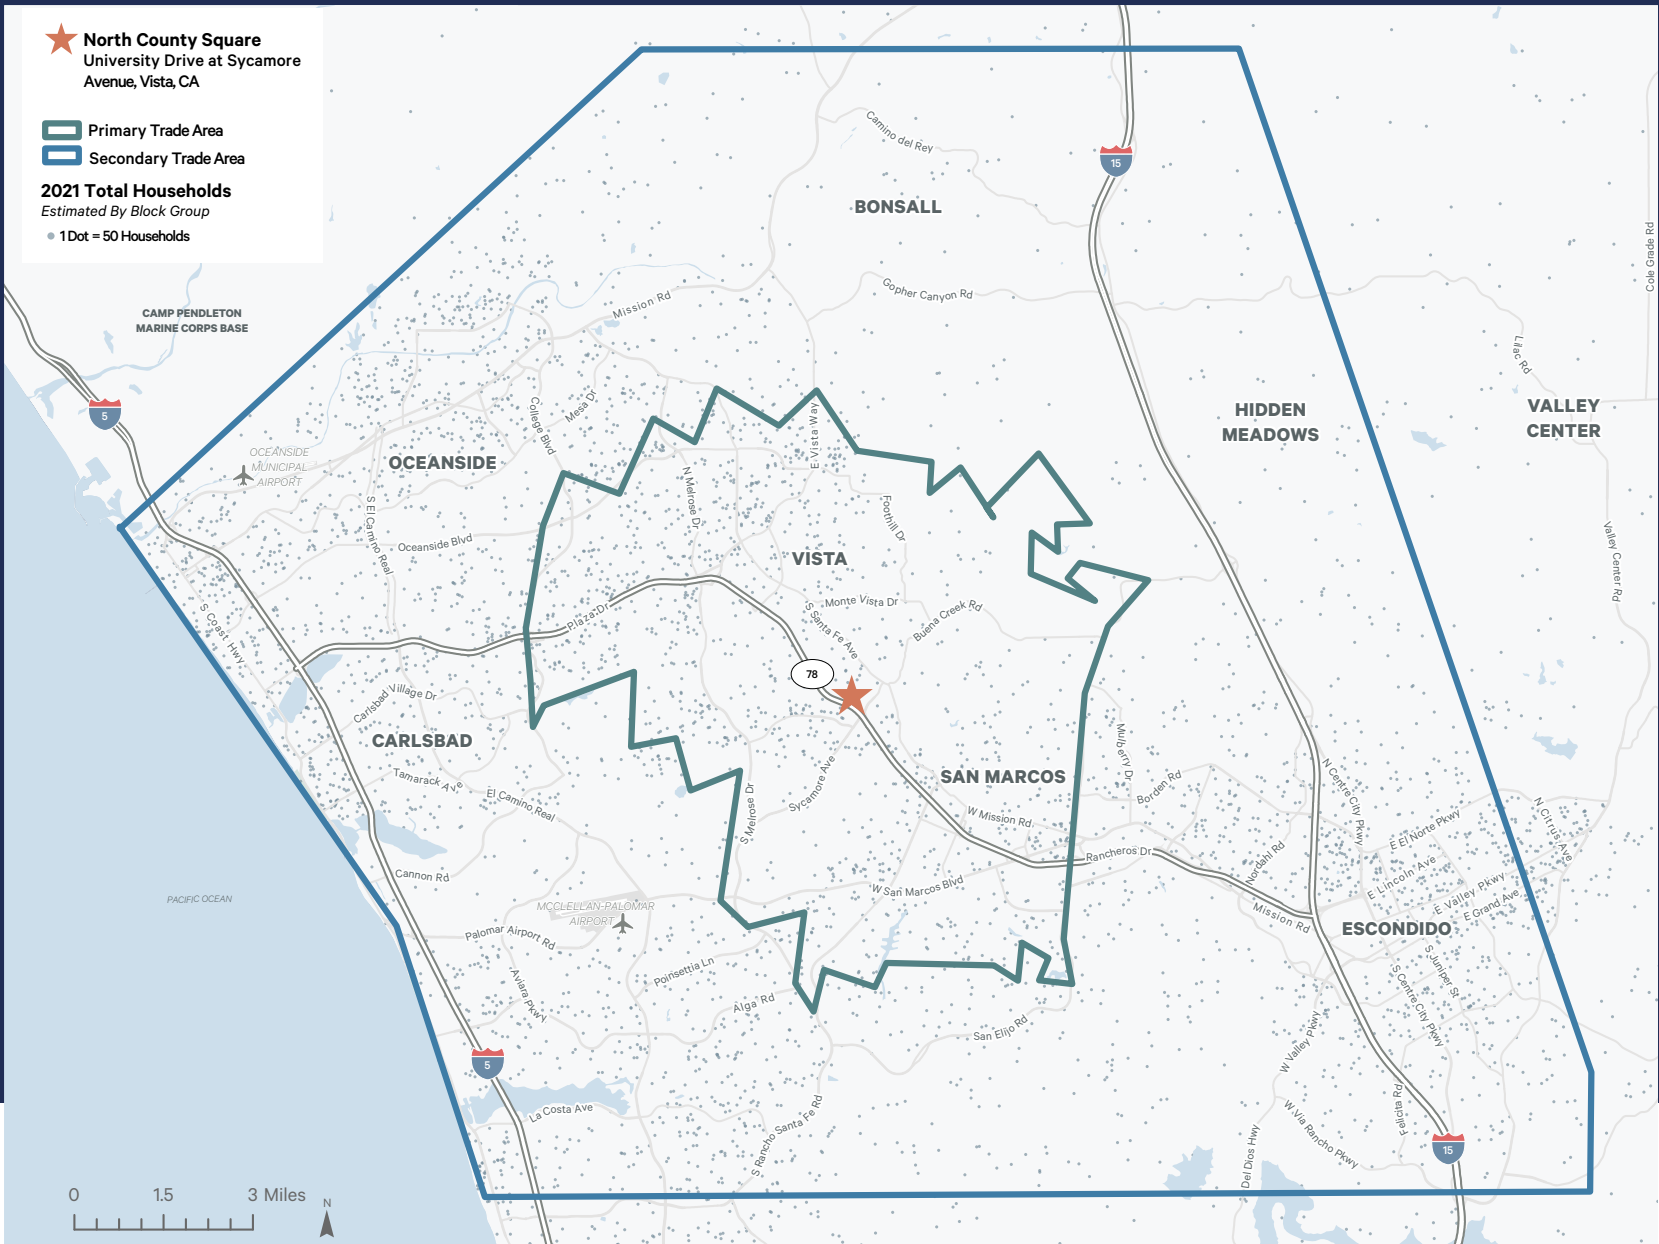 North County Square
University Drive at Sycamore
Avenue, Vista, CA
Primary Trade Area
Secondary Trade Area
2021 Total Households
Estimated By Block Group
1 Dot = 50 Households
15
Camino del Rey
BONSALL
Cole Grade Rd
Gopher Canyon Rd
Mission Rd
CAMP PENDLETON
MARINE CORPS BASE
Lilac Rd
5
College Blvd
Mesa Dr
E Vista Way
HIDDEN
MEADOWS
VALLEY
CENTER
OCEANSIDE
MUNICIPAL
AIRPORT
OCEANSIDE
N Melrose Dr
Foothill Dr
S El Camino Real
Oceanside Blvd
Valley Center Rd
VISTA
Monte Vista Dr
S Santa Fe Ave
Buena Creek Rd
Plaza Dr
S Coast Hwy
78
Carlsbad Village Dr
CARLSBAD
Mulberry Dr
SAN MARCOS
Tamarack Ave
El Camino Real
Sycamore Ave
S Melrose Dr
Borden Rd
N Centre City Pkwy
N Citrus Ave
W Mission Rd
E El Norte Pkwy
Rancheros Dr
Nordahl Rd
E Lincoln Ave
Cannon Rd
W San Marcos Blvd
E Valley Pkwy
E Grand Ave
PACIFIC OCEAN
MCCLELLAN-PALOMAR
AIRPORT
Mission Rd
ESCONDIDO
Palomar Airport Rd
Poinsettia Ln
S Juniper St
S Centre City Pkwy
Aviara Pkwy
Alga Rd
San Elijo Rd
W Valley Pkwy
5
La Costa Ave
S Rancho Santa Fe Rd
Felicita Rd
W Via Rancho Pkwy
Del Dios Hwy
15
0 1.5 3 Miles
N